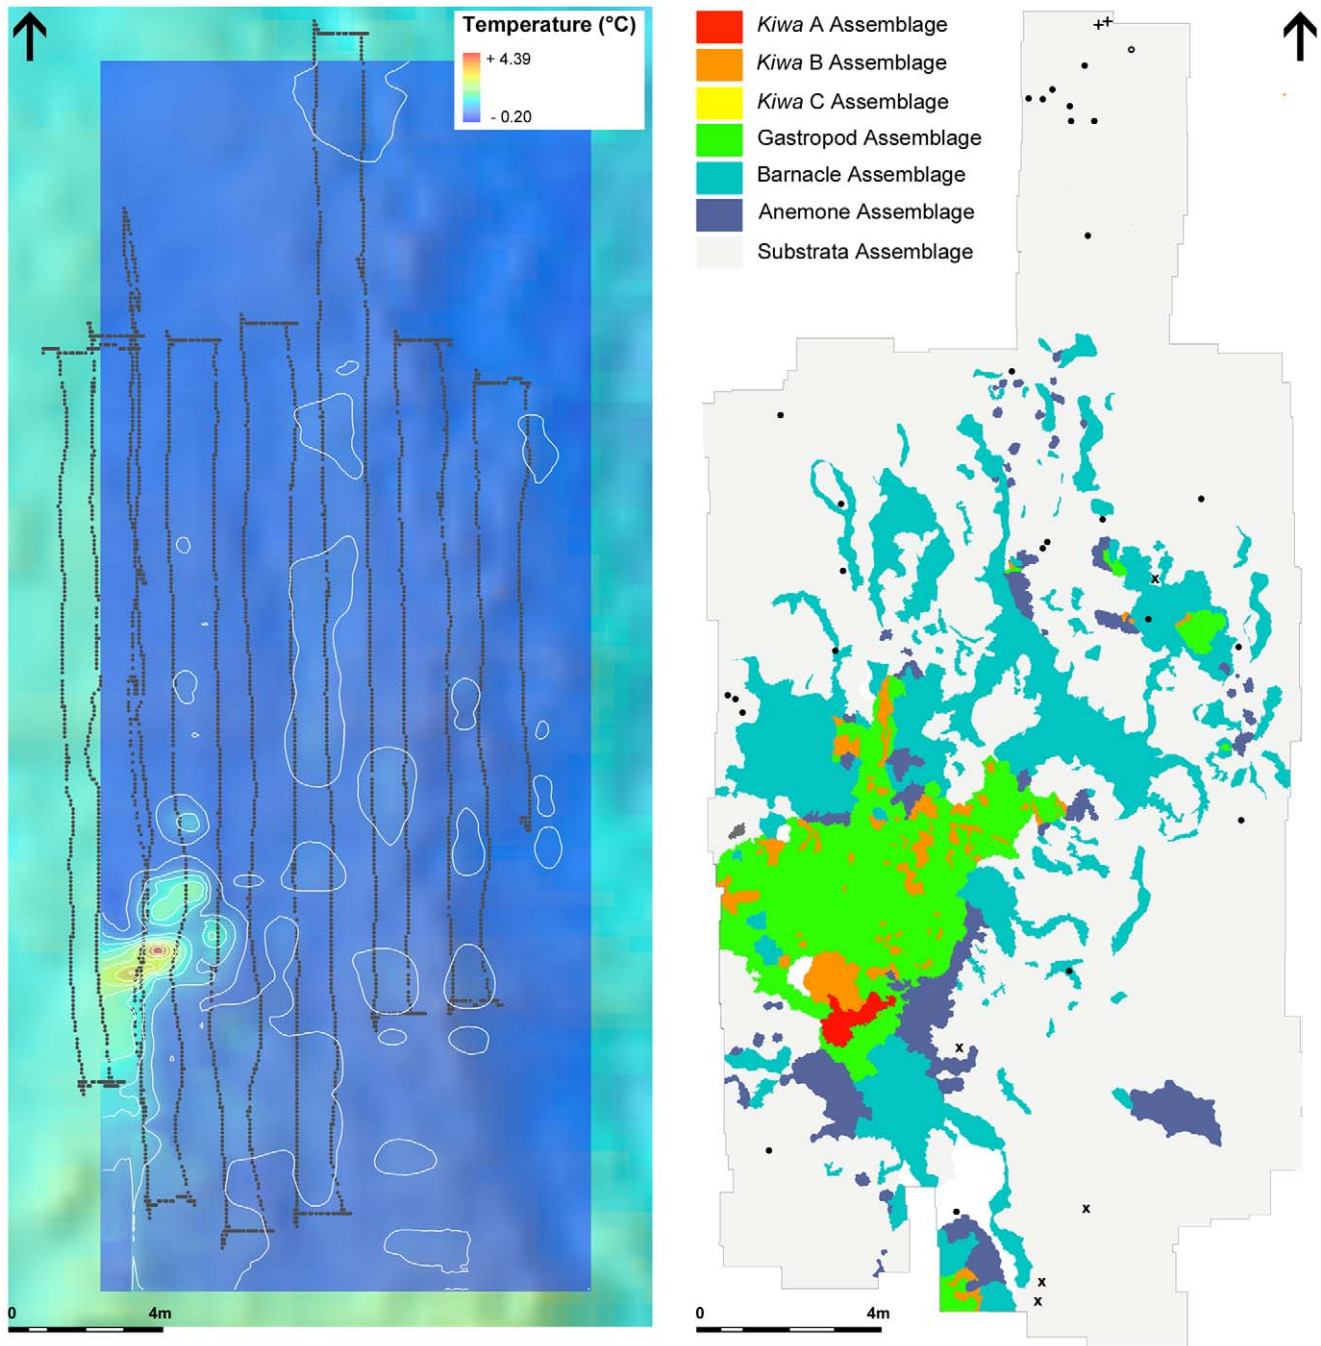 Temperature (°C)
+ 4.39
- 0.20
0 4m
Kiwa A Assemblage
Kiwa B Assemblage
Kiwa C Assemblage
Gastropod Assemblage
Barnacle Assemblage
Anemone Assemblage
Substrata Assemblage
++
x
x
x
x
x
0 4m